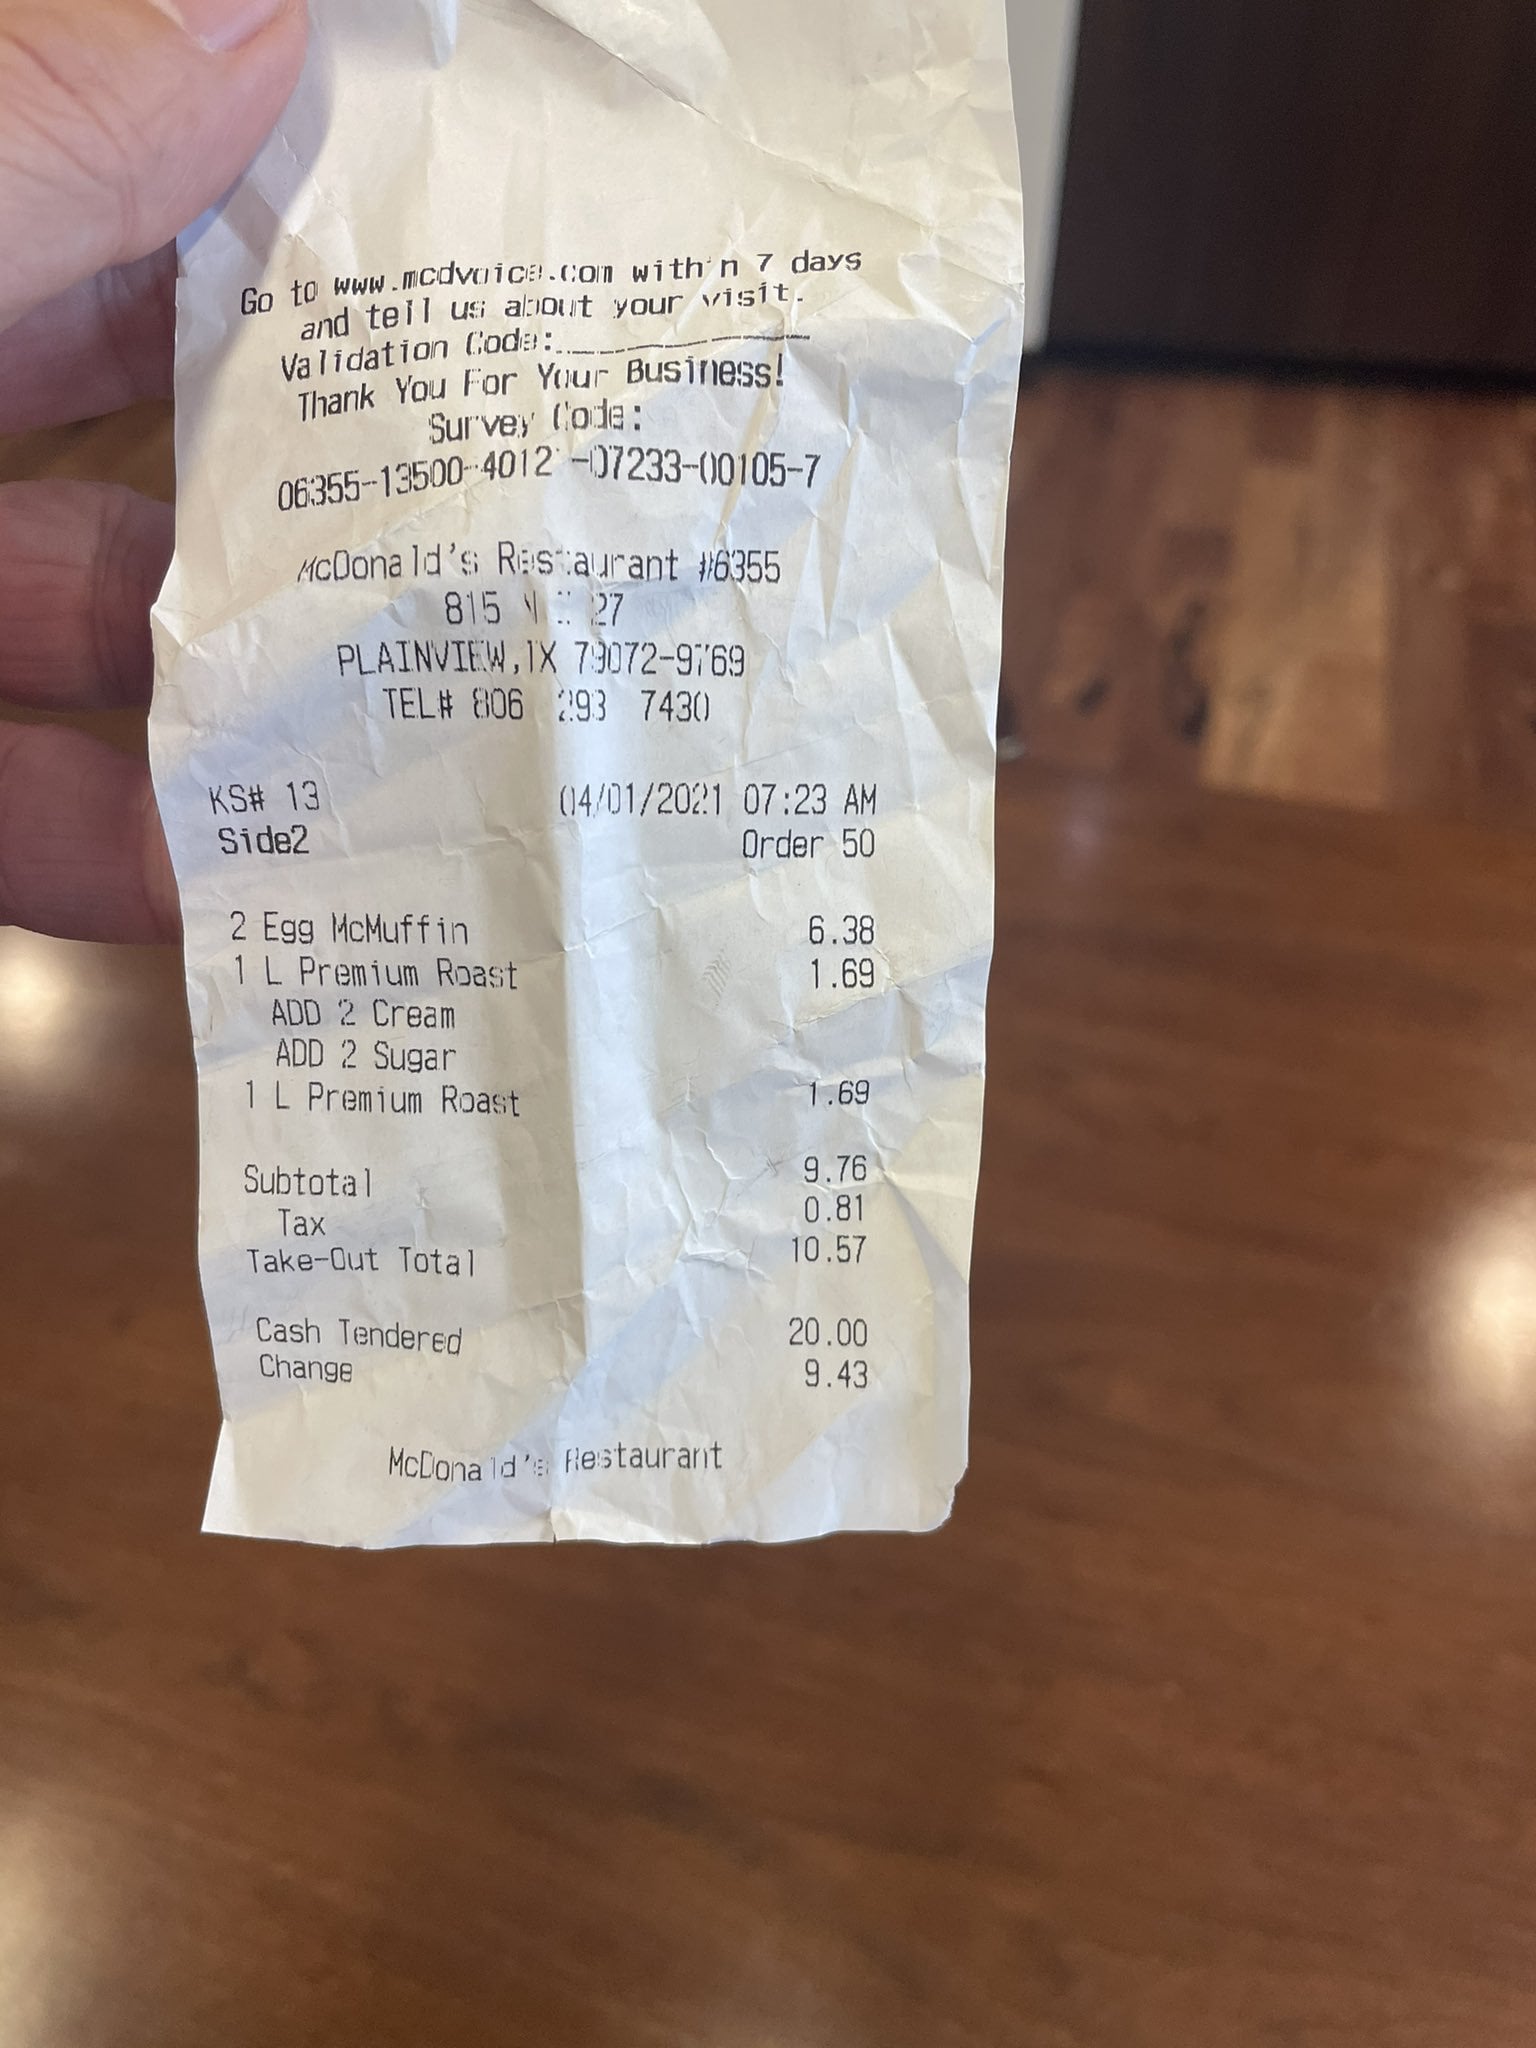 Go to www.mcdvoice.com within 7 days
and tell us about your visit.
Validation Code:
Thank You For Your Business!
Survey Code:
06355-13500-4012 -07233-00105-7
McDonald's Restaurant #6355
815 27
PLAINVIEW,TX 79072-9769
TEL# 806 293 7430
KS# 13 04/01/2021 07:23 AM
Side2 Order 50
2 Egg McMuffin 6.38
1 L Premium Roast 1.69
ADD 2 Cream
ADD 2 Sugar
1 L Premium Roast 1.69
Subtotal 9.76
Tax 0.81
Take-Out Total 10.57
Cash Tendered 20.00
Change 9.43
McDonald's Restaurant